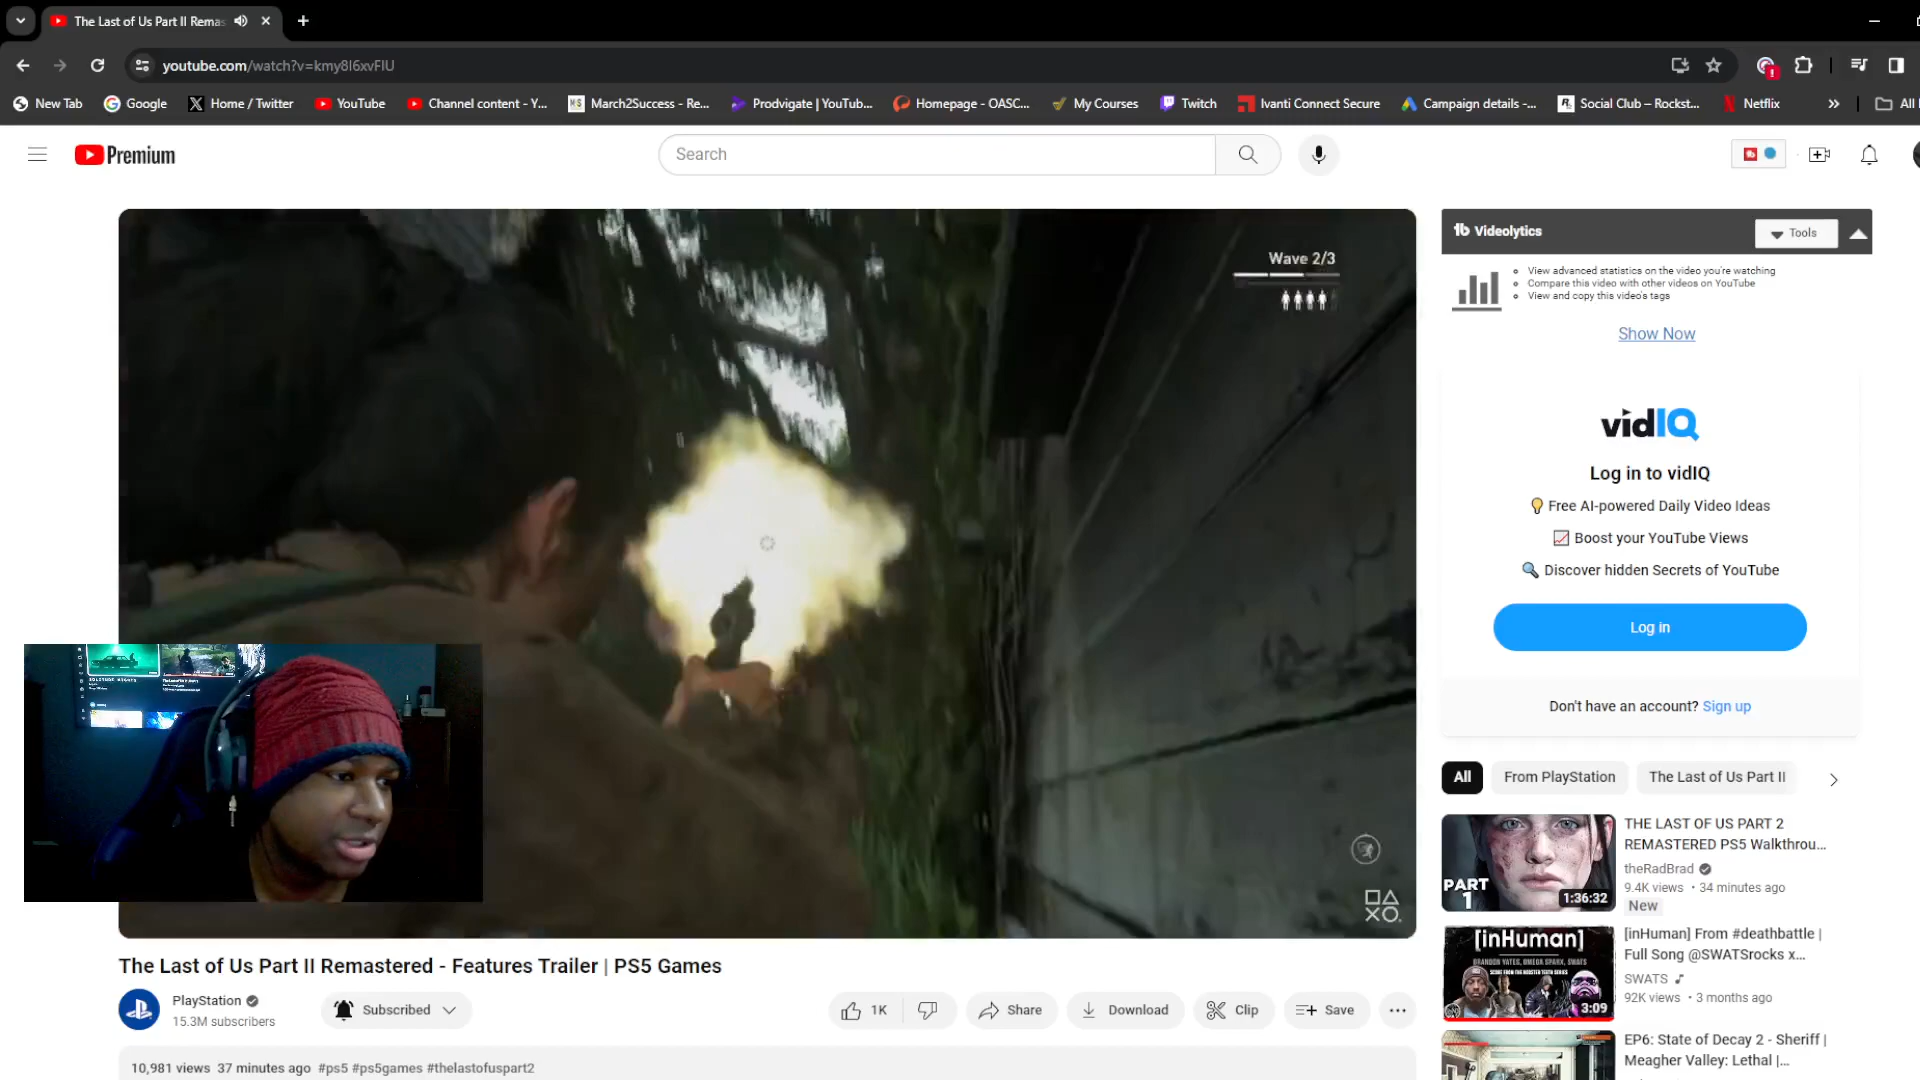 The Last of Us Part II Remas
youtube.com/watch?v=kmy8l6xvFlU
New Tab
Google
Home / Twitter
YouTube
Channel content - Y...
March2Success - Re...
Prodvigate | YouTub...
Homepage - OASC...
My Courses
Twitch
Ivanti Connect Secure
Campaign details -...
Social Club – Rockst...
Netflix
All
Premium
Search
Wave 2/3
Videolytics
Tools
View advanced statistics on the video you're watching
Compare this video with other videos on YouTube
View and copy this video's tags
Show Now
vidIQ
Log in to vidIQ
Free AI-powered Daily Video Ideas
Boost your YouTube Views
Discover hidden Secrets of YouTube
Log in
Don't have an account? Sign up
All
From PlayStation
The Last of Us Part II
PART
1
1:36:32
THE LAST OF US PART 2
REMASTERED PS5 Walkthrou...
theRadBrad
9.4K views • 34 minutes ago
New
[inHuman]
BRANDON YATES, OMEGA SPARX, SWATS
3:09
[inHuman] From #deathbattle |
Full Song @SWATSrocks x...
SWATS
92K views • 3 months ago
EP6: State of Decay 2 - Sheriff |
Meagher Valley: Lethal |...
The Last of Us Part II Remastered - Features Trailer | PS5 Games
PlayStation
15.3M subscribers
Subscribed
1K
Share
Download
Clip
Save
10,981 views 37 minutes ago #ps5 #ps5games #thelastofuspart2